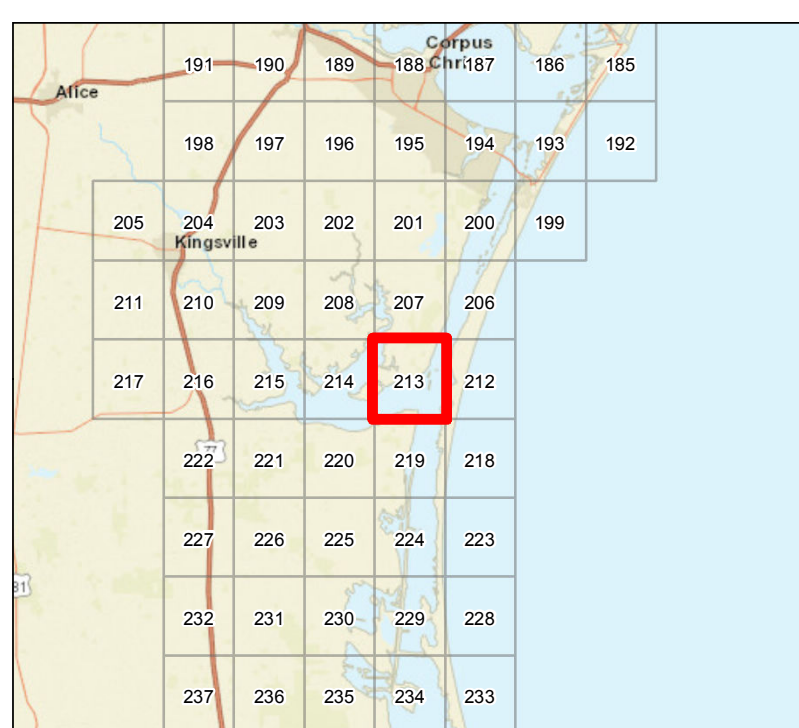 Corpus
Christi
191 190 189 188 187 186 185
Alice
198 197 196 195 194 193 192
205 204 203 202 201 200 199
Kingsville
211 210 209 208 207 206
217 216 215 214 213 212
77
222 221 220 219 218
227 226 225 224 223
81
232 231 230 229 228
237 236 235 234 233